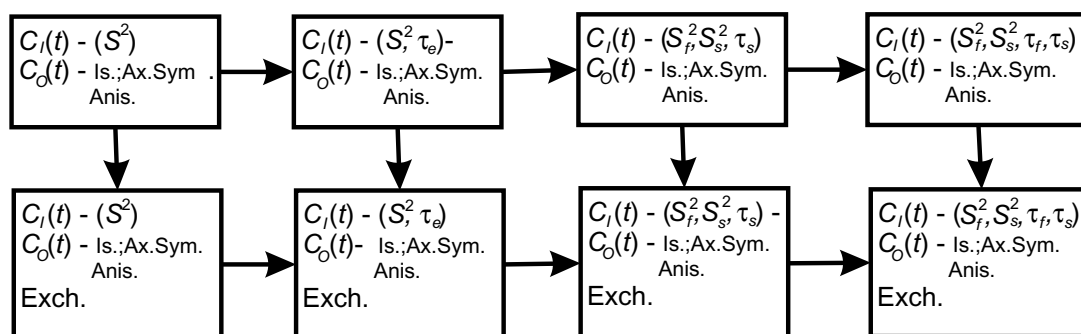 C_I(t) - (S²)
C_O(t) - Is.;Ax.Sym .
Anis.
C_I(t) - (S², τ_e)-
C_O(t) - Is.;Ax.Sym.
Anis.
C_I(t) - (S_f², S_s², τ_s)
C_O(t) - Is.;Ax.Sym.
Anis.
C_I(t) - (S_f², S_s², τ_f, τ_s)
C_O(t) - Is.;Ax.Sym.
Anis.
C_I(t) - (S²)
C_O(t) - Is.;Ax.Sym.
Anis.
Exch.
C_I(t) - (S², τ_e)
C_O(t)- Is.;Ax.Sym.
Anis.
Exch.
C_I(t) - (S_f², S_s², τ_s) -
C_O(t) - Is.;Ax.Sym.
Anis.
Exch.
C_I(t) - (S_f², S_s², τ_f, τ_s)
C_O(t) - Is.;Ax.Sym.
Anis.
Exch.